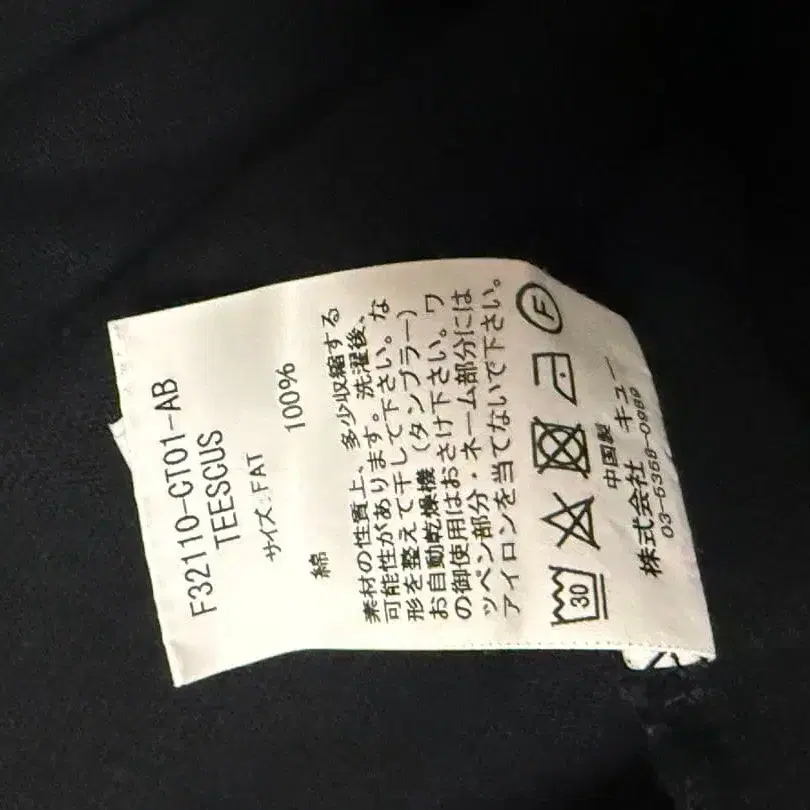 F32110-CT01-AB
TEESCUS
サイズ:FAT
綿 100%
素材の性質上、多少収縮する
可能性があります。洗濯後、
形を整えて干して下さい。な
お自動乾燥機（タンブラー）
の御使用はおさけ下さい。ワ
ッペン部分・ネーム部分には
アイロンを当てないで下さい。
30 F
中国製
株式会社 キュー
03-5358-0989